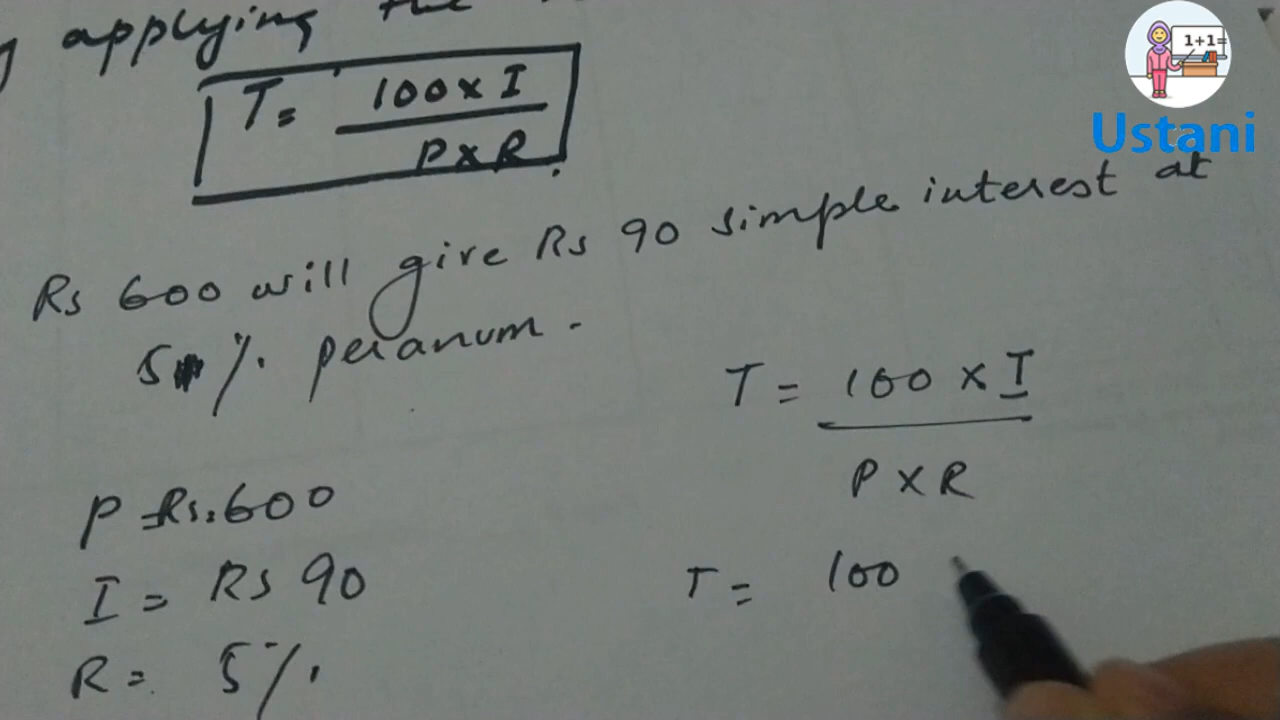 applying the
T= 100×I
P×R
1+1=
Ustani
Rs 600 will give Rs 90 simple interest at
5 % peranum.
T = 100 × I
P × R
P =Rs.600
I = Rs 90
R = 5%
T = 100